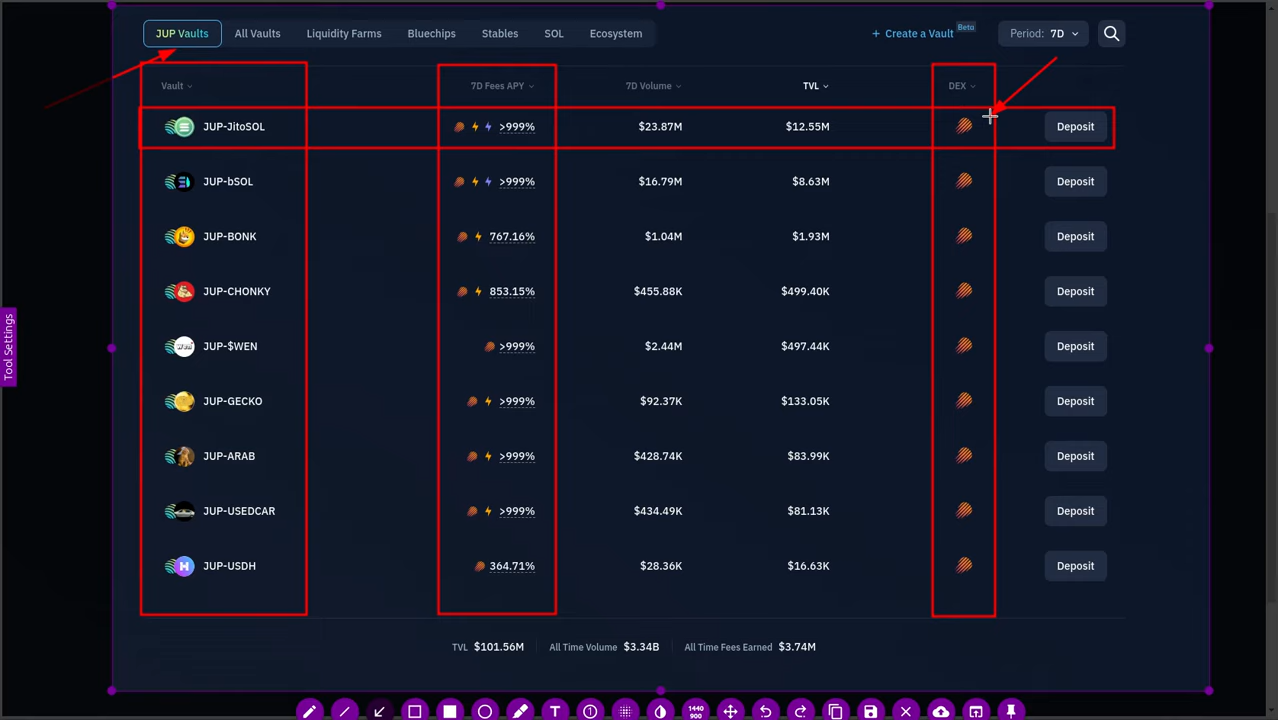 JUP Vaults All Vaults Liquidity Farms Bluechips Stables SOL Ecosystem + Create a Vault Beta Period: 7D
Vault 7D Fees APY 7D Volume TVL DEX
JUP-JitoSOL >999% $23.87M $12.55M Deposit
JUP-bSOL >999% $16.79M $8.63M Deposit
JUP-BONK 767.16% $1.04M $1.93M Deposit
JUP-CHONKY 853.15% $455.88K $499.40K Deposit
JUP-$WEN >999% $2.44M $497.44K Deposit
JUP-GECKO >999% $92.37K $133.05K Deposit
JUP-ARAB >999% $428.74K $83.99K Deposit
JUP-USEDCAR >999% $434.49K $81.13K Deposit
JUP-USDH 364.71% $28.36K $16.63K Deposit
TVL $101.56M All Time Volume $3.34B All Time Fees Earned $3.74M
Tool Settings
T 1 1440 900